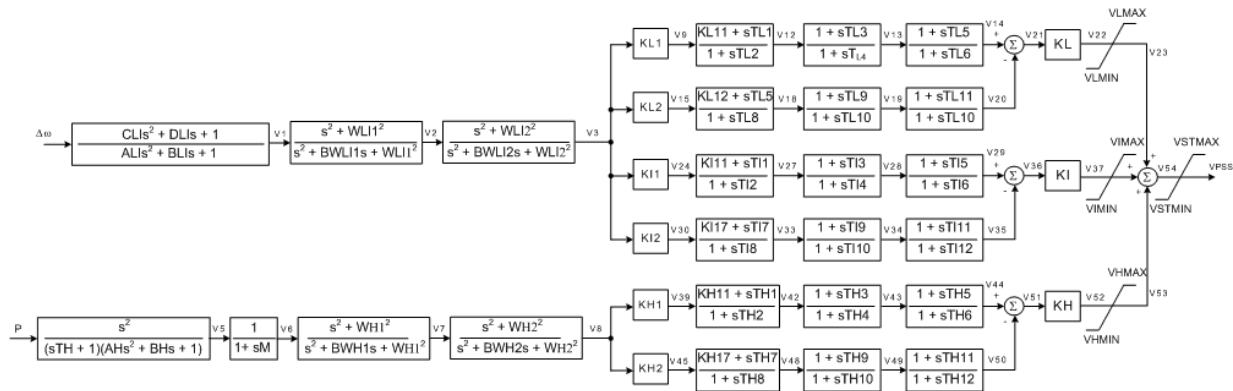 V14 VLMAX
KL1 V9 KL11 + sTL1 V12 1 + sTL3 V13 1 + sTL5 + Σ V21 KL V22
1 + sTL2 1 + sTL4 1 + sTL6 - V23
VLMIN
KL2 V15 KL12 + sTL5 V18 1 + sTL9 V19 1 + sTL11 V20
1 + sTL8 1 + sTL10 1 + sTL10
Δω CLIs² + DLIs + 1 V1 s² + WLI1² V2 s² + WLI2² V3
ALIs² + BLIs + 1 s² + BWLI1s + WLI1² s² + BWLI2s + WLI2²
V29 VIMAX VSTMAX
KI1 V24 KI11 + sTI1 V27 1 + sTI3 V28 1 + sTI5 + Σ V36 KI V37 + + Σ + V54 VPSS
1 + sTI2 1 + sTI4 1 + sTI6 - VIMIN VSTMIN
KI2 V30 KI17 + sTI7 V33 1 + sTI9 V34 1 + sTI11 V35
1 + sTI8 1 + sTI10 1 + sTI12
V44 VHMAX
KH1 V39 KH11 + sTH1 V42 1 + sTH3 V43 1 + sTH5 + Σ V51 KH V52 V53
1 + sTH2 1 + sTH4 1 + sTH6 - VHMIN
P s² V5 1 V6 s² + WH1² V7 s² + WH2² V8
(sTH + 1)(AHs² + BHs + 1) 1+ sM s² + BWH1s + WH1² s² + BWH2s + WH2²
KH2 V45 KH17 + sTH7 V48 1 + sTH9 V49 1 + sTH11 V50
1 + sTH8 1 + sTH10 1 + sTH12